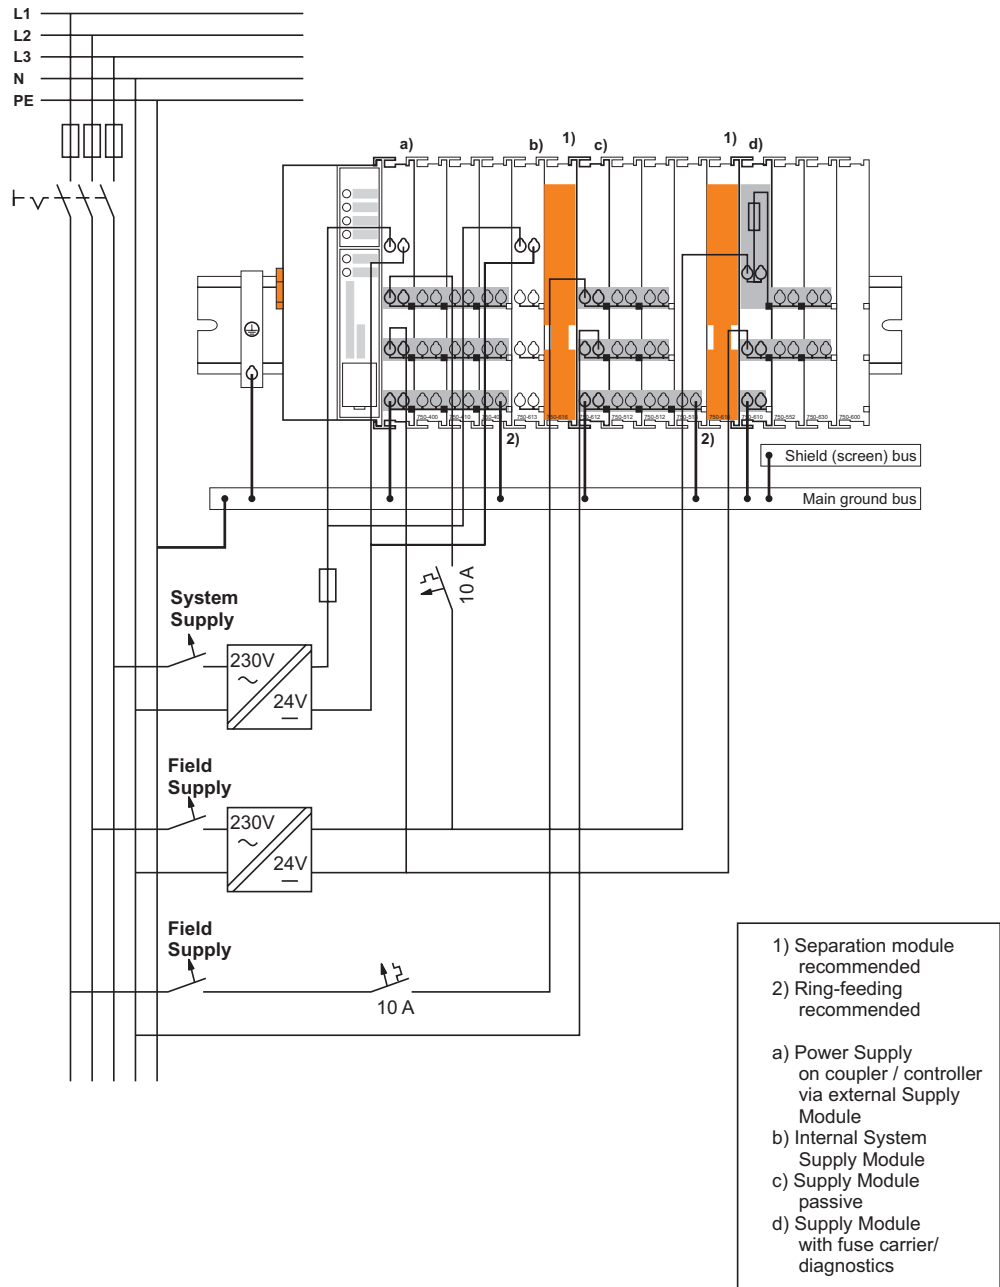 L1
L2
L3
N
PE
a)
b)
1)
c)
1)
d)
750-400
750-410
750-613
750-616
750-612
750-512
750-512
750-610
750-552
750-630
750-600
2)
2)
Shield (screen) bus
Main ground bus
10 A
System
Supply
230V
24V
Field
Supply
230V
24V
Field
Supply
10 A
1) Separation module
recommended
2) Ring-feeding
recommended
a) Power Supply
on coupler / controller
via external Supply
Module
b) Internal System
Supply Module
c) Supply Module
passive
d) Supply Module
with fuse carrier/
diagnostics